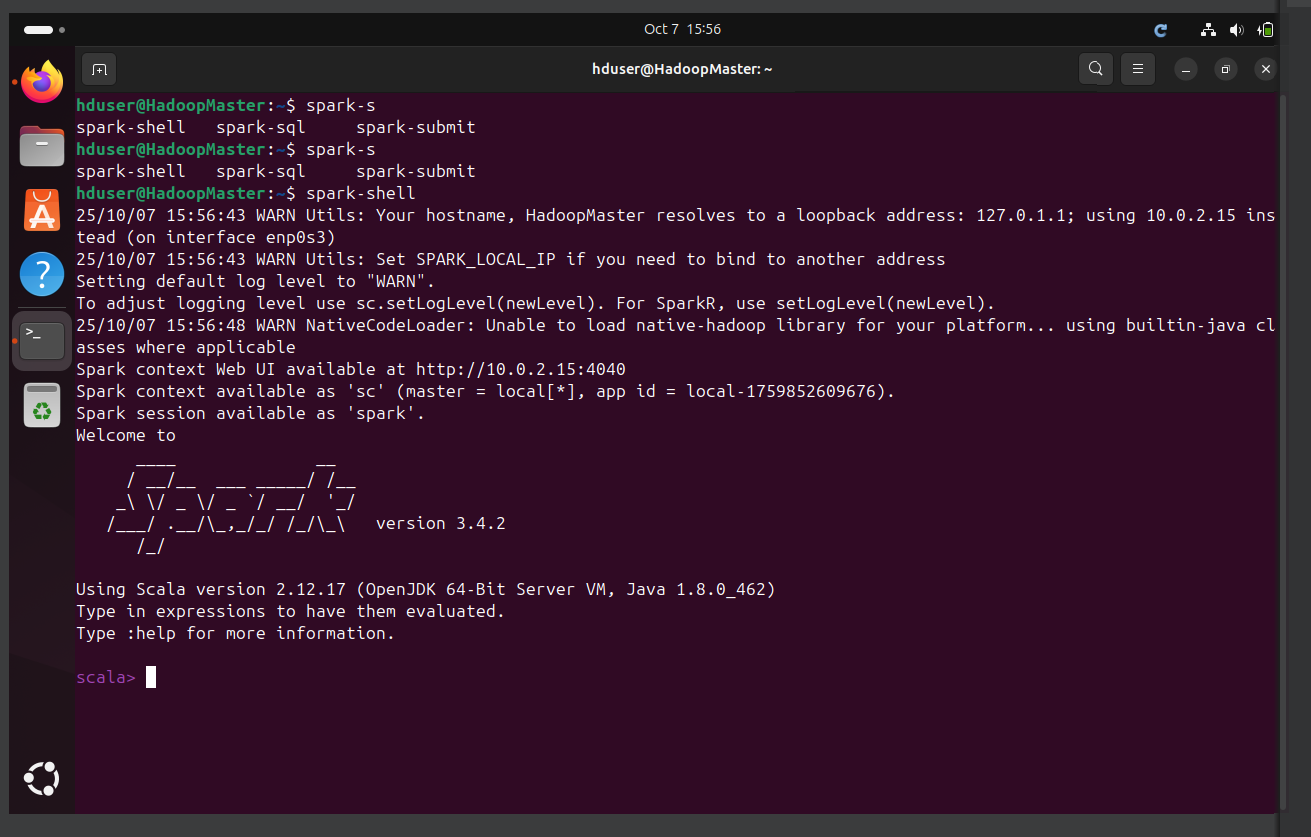 Oct 7 15:56
hduser@HadoopMaster: ~
hduser@HadoopMaster:~$ spark-s
spark-shell   spark-sql     spark-submit
hduser@HadoopMaster:~$ spark-s
spark-shell   spark-sql     spark-submit
hduser@HadoopMaster:~$ spark-shell
25/10/07 15:56:43 WARN Utils: Your hostname, HadoopMaster resolves to a loopback address: 127.0.1.1; using 10.0.2.15 ins
tead (on interface enp0s3)
25/10/07 15:56:43 WARN Utils: Set SPARK_LOCAL_IP if you need to bind to another address
Setting default log level to "WARN".
To adjust logging level use sc.setLogLevel(newLevel). For SparkR, use setLogLevel(newLevel).
25/10/07 15:56:48 WARN NativeCodeLoader: Unable to load native-hadoop library for your platform... using builtin-java cl
asses where applicable
Spark context Web UI available at http://10.0.2.15:4040
Spark context available as 'sc' (master = local[*], app id = local-1759852609676).
Spark session available as 'spark'.
Welcome to
      ____              __
     / __/__  ___ _____/ /__
    _\ \/ _ \/ _ `/ __/  '_/
   /___/ .__/\_,_/_/ /_/\_\   version 3.4.2
      /_/
Using Scala version 2.12.17 (OpenJDK 64-Bit Server VM, Java 1.8.0_462)
Type in expressions to have them evaluated.
Type :help for more information.
scala>